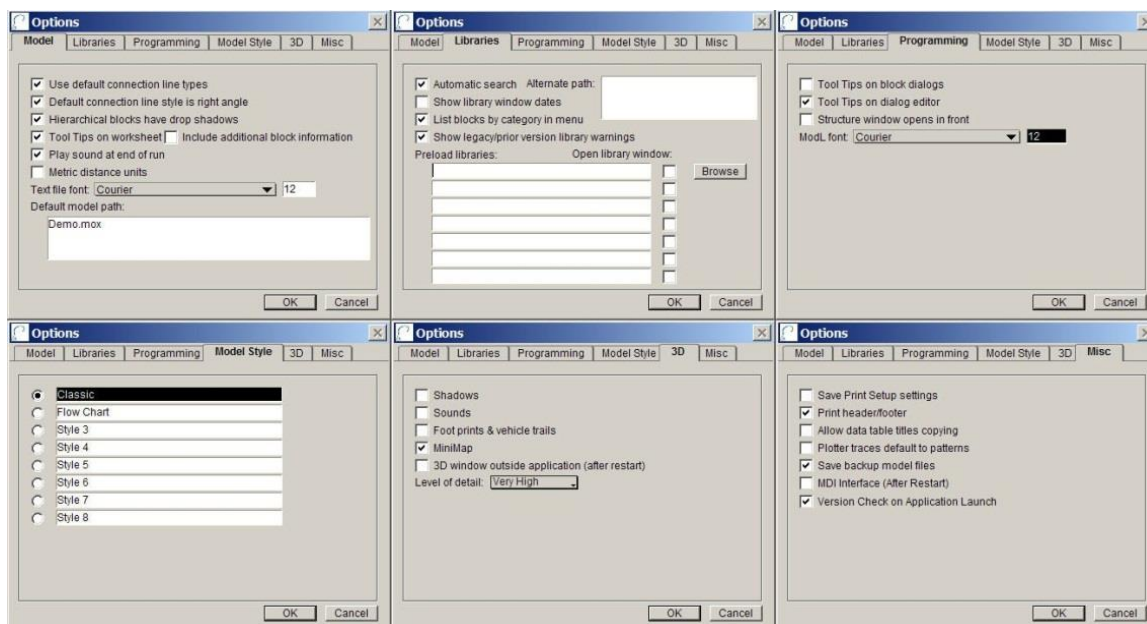 Options
Model Libraries Programming Model Style 3D Misc
Use default connection line types
Default connection line style is right angle
Hierarchical blocks have drop shadows
Tool Tips on worksheet Include additional block information
Play sound at end of run
Metric distance units
Text file font: Courier 12
Default model path:
Demo.mox
OK Cancel
Options
Model Libraries Programming Model Style 3D Misc
Automatic search Alternate path:
Show library window dates
List blocks by category in menu
Show legacy/prior version library warnings
Preload libraries: Open library window:
Browse
OK Cancel
Options
Model Libraries Programming Model Style 3D Misc
Tool Tips on block dialogs
Tool Tips on dialog editor
Structure window opens in front
ModL font: Courier 12
OK Cancel
Options
Model Libraries Programming Model Style 3D Misc
Classic
Flow Chart
Style 3
Style 4
Style 5
Style 6
Style 7
Style 8
OK Cancel
Options
Model Libraries Programming Model Style 3D Misc
Shadows
Sounds
Foot prints & vehicle trails
MiniMap
3D window outside application (after restart)
Level of detail: Very High
OK Cancel
Options
Model Libraries Programming Model Style 3D Misc
Save Print Setup settings
Print header/footer
Allow data table titles copying
Plotter traces default to patterns
Save backup model files
MDI Interface (After Restart)
Version Check on Application Launch
OK Cancel